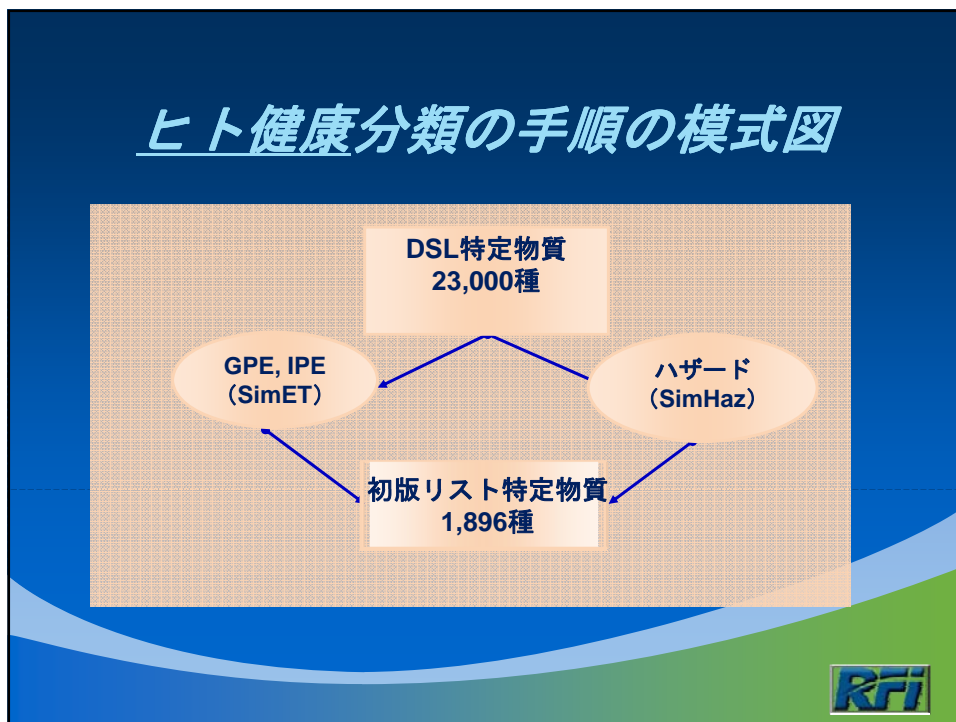 ヒト健康分類の手順の模式図
DSL特定物質
23,000種
GPE, IPE
（SimET）
ハザード
（SimHaz）
初版リスト特定物質
1,896種
RFi